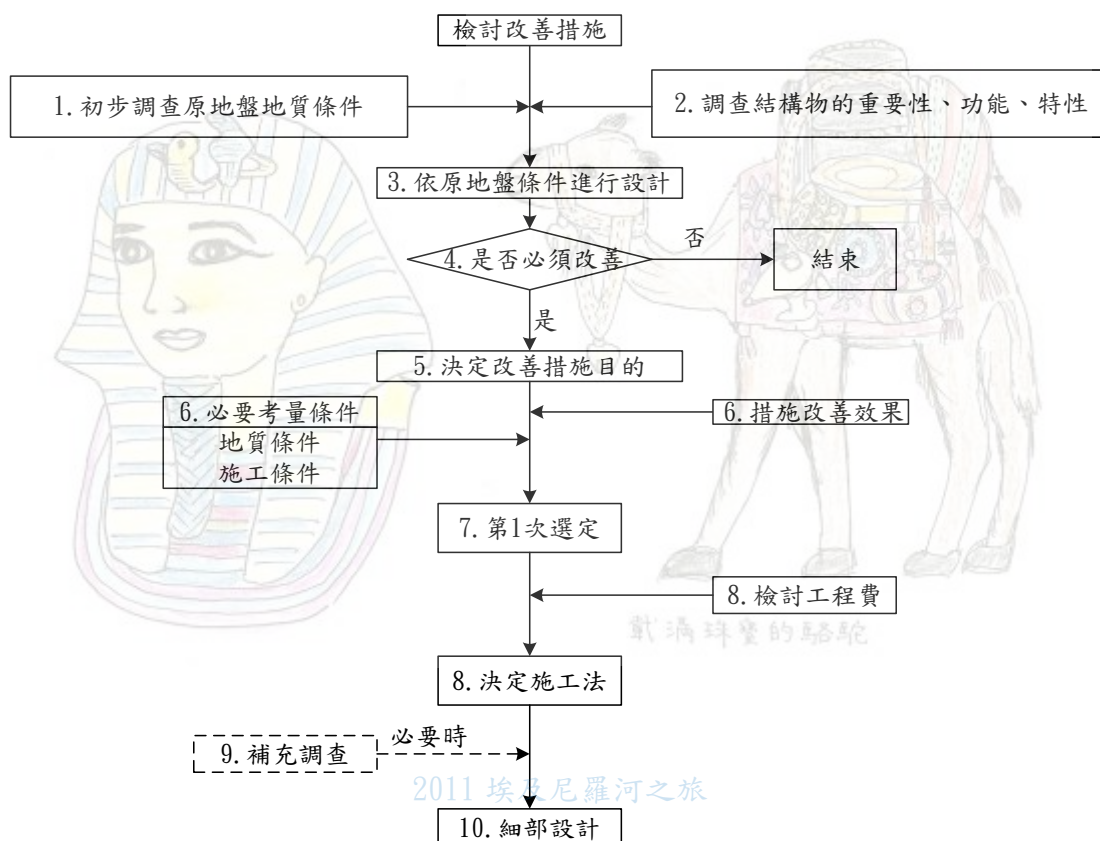 檢討改善措施
1.初步調查原地盤地質條件
2.調查結構物的重要性、功能、特性
3.依原地盤條件進行設計
4.是否必須改善
否
結束
是
5.決定改善措施目的
6.必要考量條件
6.措施改善效果
地質條件
施工條件
7.第1次選定
8.檢討工程費
戴滿珠寶的駱駝
8.決定施工法
9.補充調查
必要時
2011 埃及尼羅河之旅
10.細部設計